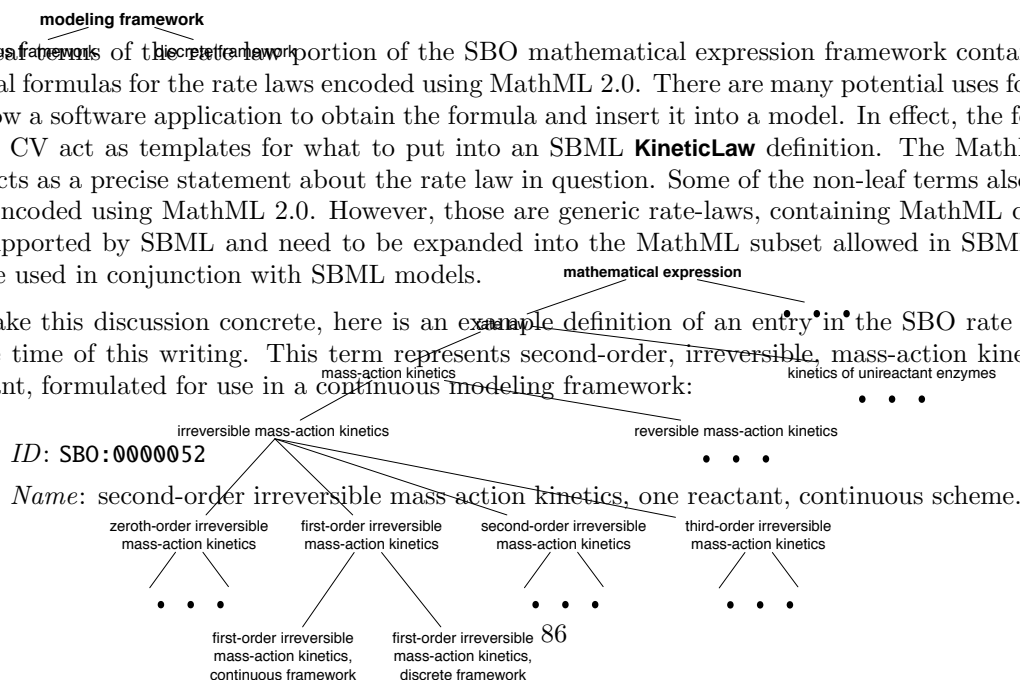 modeling framework
discrete framework
terms of the rate law portion of the SBO mathematical expression framework conta
al formulas for the rate laws encoded using MathML 2.0. There are many potential uses fo
ow a software application to obtain the formula and insert it into a model. In effect, the f
CV act as templates for what to put into an SBML KineticLaw definition. The Math
cts as a precise statement about the rate law in question. Some of the non-leaf terms also
ncoded using MathML 2.0. However, those are generic rate-laws, containing MathML
pported by SBML and need to be expanded into the MathML subset allowed in SBM
e used in conjunction with SBML models.
mathematical expression
ake this discussion concrete, here is an example definition of an entry in the SBO rate
rate law
e time of this writing. This term represents second-order, irreversible, mass-action kine
mass-action kinetics
kinetics of unireactant enzymes
ant, formulated for use in a continuous modeling framework:
irreversible mass-action kinetics
reversible mass-action kinetics
ID: SBO:0000052
Name: second-order irreversible mass action kinetics, one reactant, continuous scheme.
zeroth-order irreversible
mass-action kinetics
first-order irreversible
mass-action kinetics
second-order irreversible
mass-action kinetics
third-order irreversible
mass-action kinetics
first-order irreversible
mass-action kinetics,
continuous framework
first-order irreversible
mass-action kinetics,
discrete framework
86